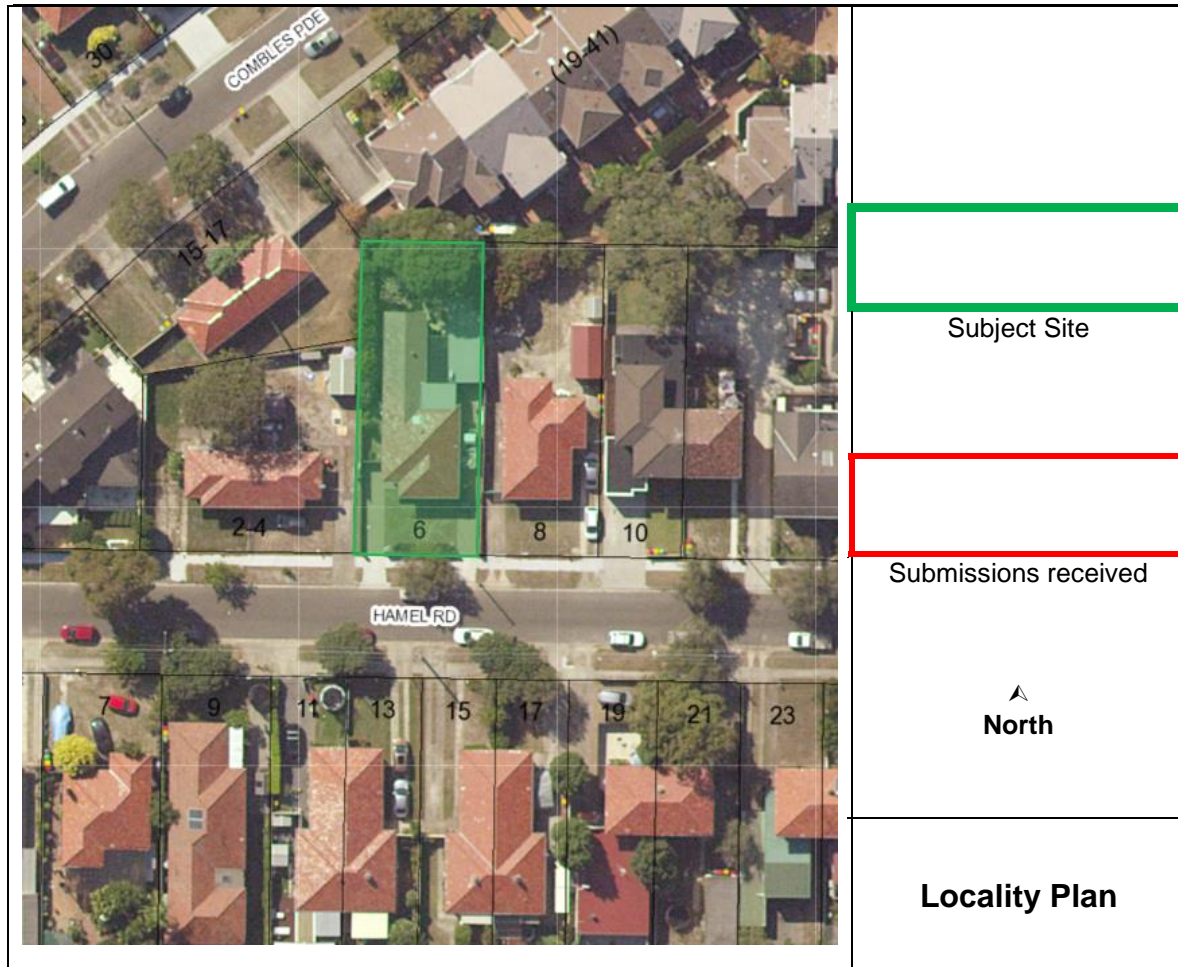 30
COMBLES PDE
(19-41)
15-17
2-4
6
8
10
HAMEL RD
7
9
11
13
15
17
19
21
23
Subject Site
Submissions received
North
Locality Plan